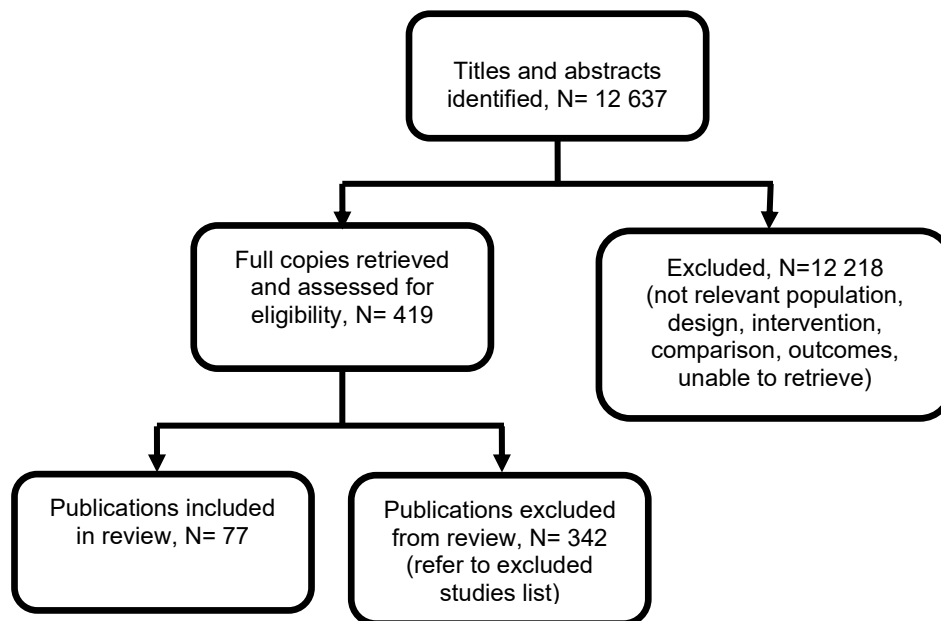 Titles and abstracts
identified, N= 12 637
Full copies retrieved
and assessed for
eligibility, N= 419
Excluded, N=12 218
(not relevant population,
design, intervention,
comparison, outcomes,
unable to retrieve)
Publications included
in review, N= 77
Publications excluded
from review, N= 342
(refer to excluded
studies list)